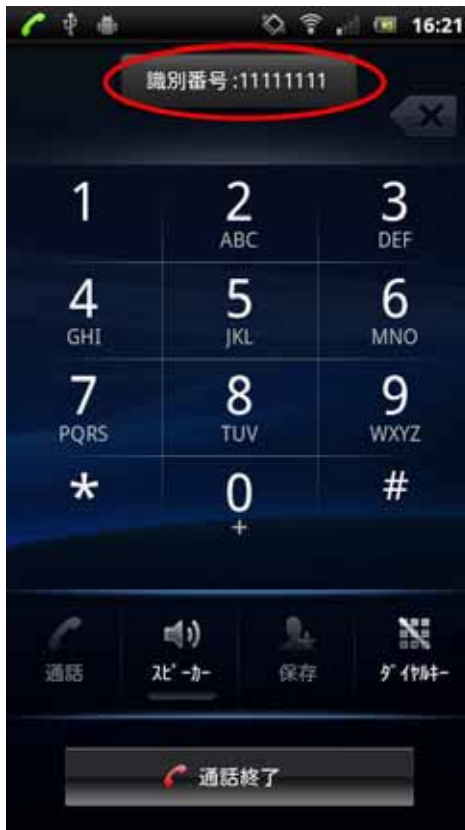 16:21
識別番号:11111111
1 2 3
ABC DEF
4 5 6
GHI JKL MNO
7 8 9
PQRS TUV WXYZ
* 0 #
+
通話 ｽﾋﾟｰｶｰ 保存 ﾀﾞｲﾔﾙｷｰ
通話終了